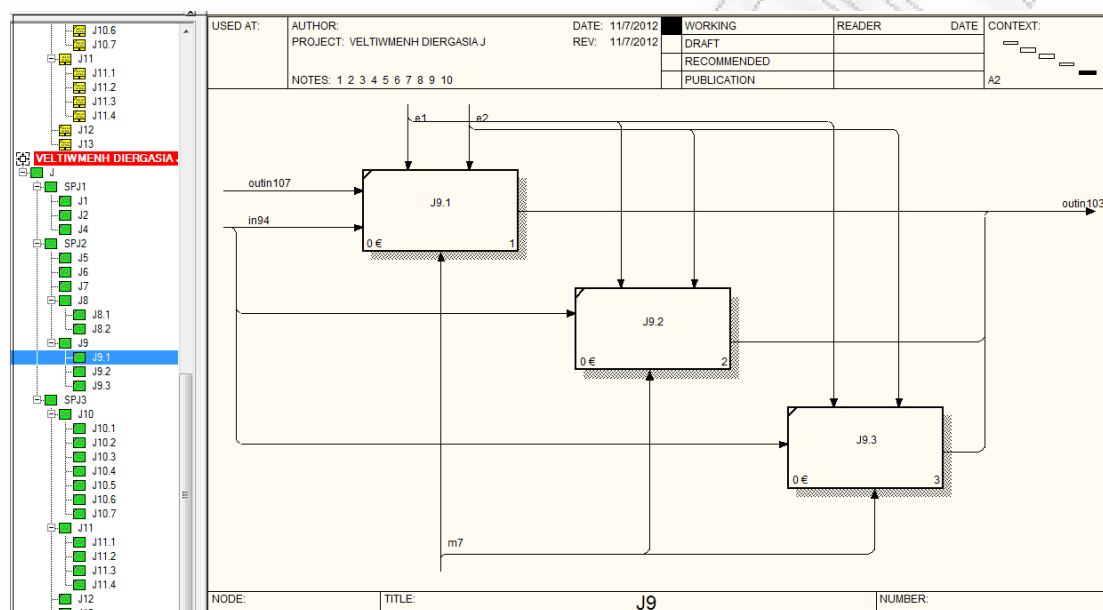 J10.6
J10.7
J11
J11.1
J11.2
J11.3
J11.4
J12
J13
VELTIWMENH DIERGASIA J
J
SPJ1
J1
J2
J4
SPJ2
J5
J6
J7
J8
J8.1
J8.2
J9
J9.1
J9.2
J9.3
SPJ3
J10
J10.1
J10.2
J10.3
J10.4
J10.5
J10.6
J10.7
J11
J11.1
J11.2
J11.3
J11.4
J12
USED AT: AUTHOR: DATE: 11/7/2012 WORKING READER DATE CONTEXT:
PROJECT: VELTIWMENH DIERGASIA J REV: 11/7/2012 DRAFT
RECOMMENDED
NOTES: 1 2 3 4 5 6 7 8 9 10 PUBLICATION A2
e1 e2
outin107
J9.1
outin103
in94
0 € 1
J9.2
0 € 2
J9.3
0 € 3
m7
NODE: TITLE: J9 NUMBER: